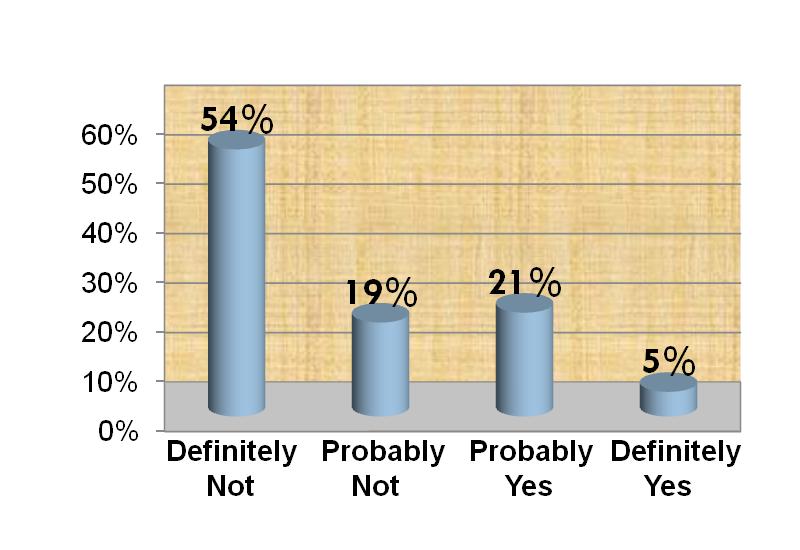 54%
60%
50%
40%
30%
19%
21%
20%
5%
10%
0%
Definitely Not
Probably Not
Probably Yes
Definitely Yes